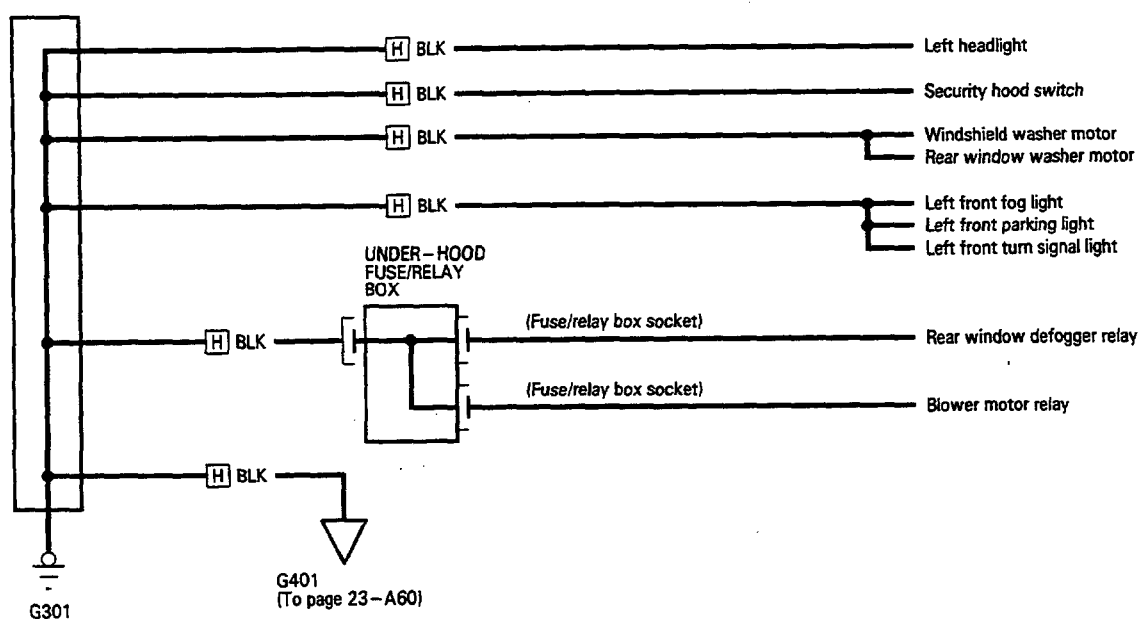 H BLK Left headlight
H BLK Security hood switch
H BLK Windshield washer motor
Rear window washer motor
H BLK Left front fog light
Left front parking light
Left front turn signal light
UNDER-HOOD
FUSE/RELAY
BOX
(Fuse/relay box socket)
H BLK Rear window defogger relay
(Fuse/relay box socket)
Blower motor relay
H BLK
G401
(To page 23-A60)
G301